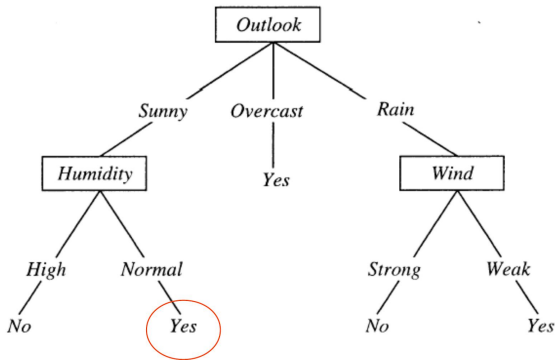 Outlook
Sunny Overcast Rain
Humidity Yes Wind
High Normal Strong Weak
No Yes No Yes